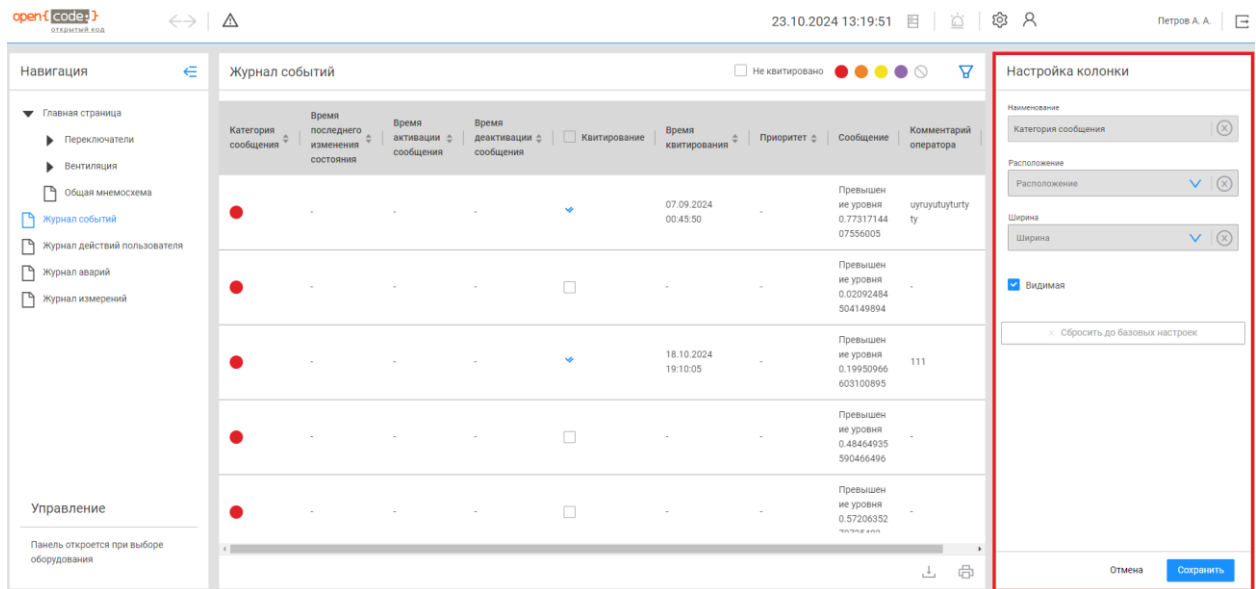 open{ code: }
открытый код
23.10.2024 13:19:51
Петров А. А.
Навигация
Главная страница
Переключатели
Вентиляция
Общая мнемосхема
Журнал событий
Журнал действий пользователя
Журнал аварий
Журнал измерений
Управление
Панель откроется при выборе
оборудования
Журнал событий
Не квитировано
Категория
сообщения
Время
последнего
изменения
состояния
Время
активации
сообщения
Время
деактивации
сообщения
Квитирование
Время
квитирования
Приоритет
Сообщение
Комментарий
оператора
- - -
07.09.2024
00:45:50
-
Превышен
ие уровня
0.77317144
07556005
uyruyutuyturty
ty
- - - - -
Превышен
ие уровня
0.02092484
504149894
-
- - -
18.10.2024
19:10:05
-
Превышен
ие уровня
0.19950966
603100895
111
- - - - -
Превышен
ие уровня
0.48464935
590466496
-
- - - - -
Превышен
ие уровня
0.57206352
-
Настройка колонки
Наименование
Категория сообщения
Расположение
Расположение
Ширина
Ширина
Видимая
× Сбросить до базовых настроек
Отмена
Сохранить